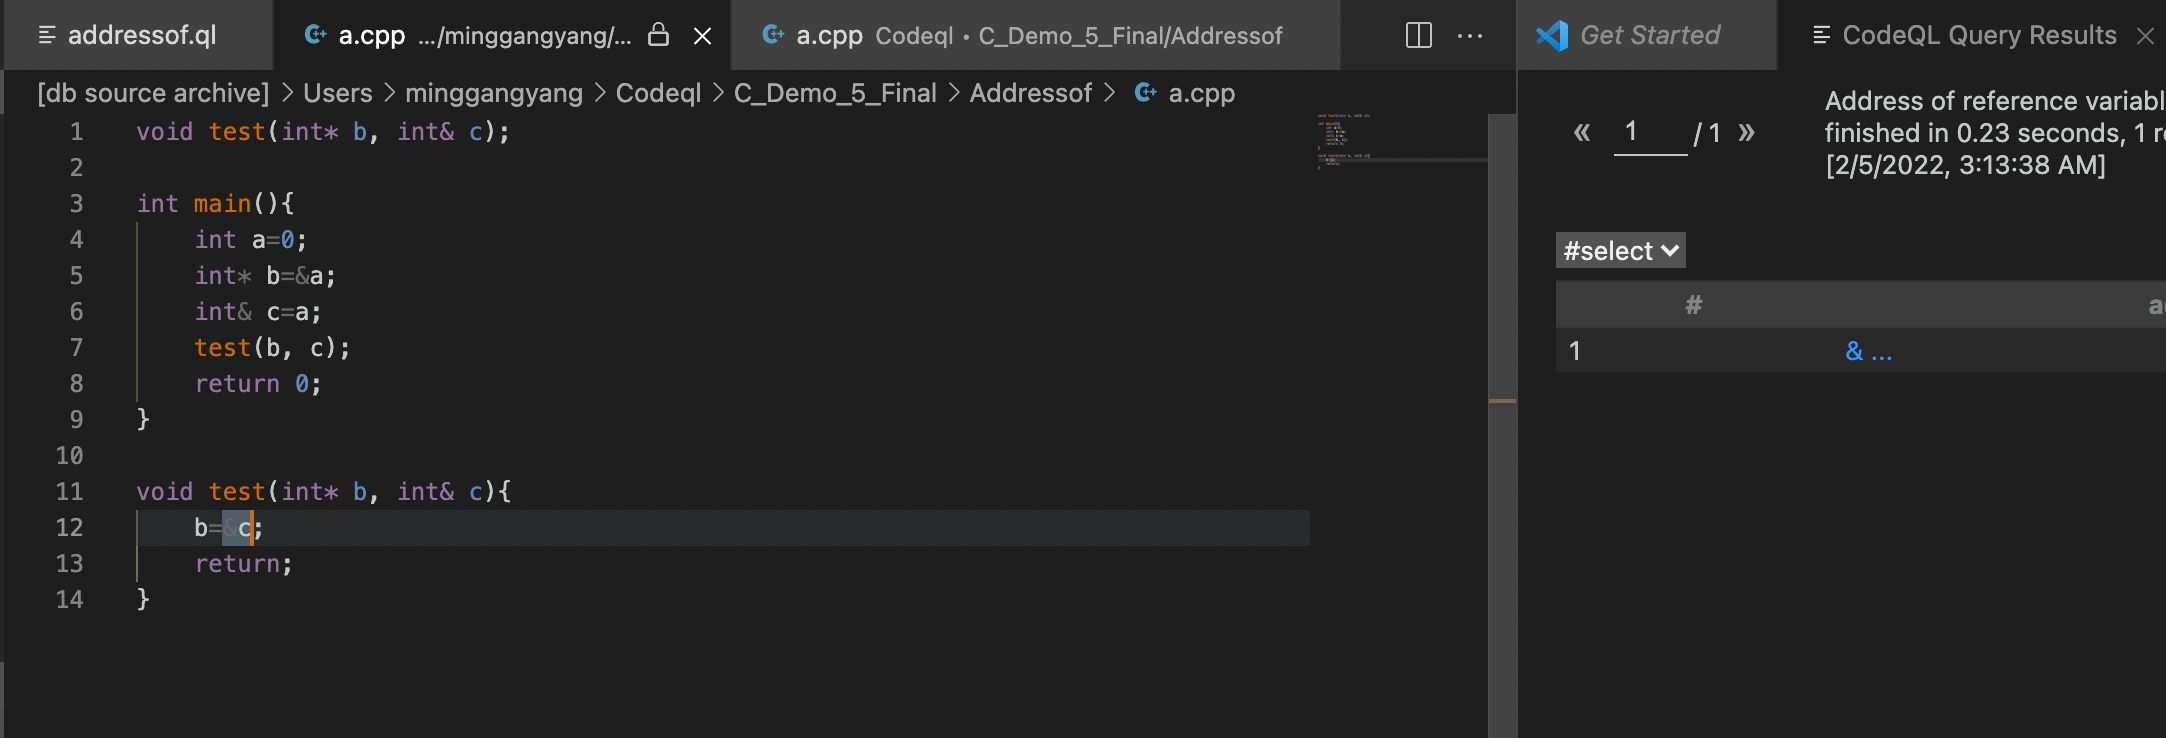 addressof.ql
a.cpp .../minggangyang/...
a.cpp Codeql • C_Demo_5_Final/Addressof
Get Started
CodeQL Query Results
[db source archive] > Users > minggangyang > Codeql > C_Demo_5_Final > Addressof > a.cpp
1 void test(int* b, int& c);
2
3 int main(){
4 int a=0;
5 int* b=&a;
6 int& c=a;
7 test(b, c);
8 return 0;
9 }
10
11 void test(int* b, int& c){
12 b=&c;
13 return;
14 }
« 1 / 1 »
Address of reference variabl
finished in 0.23 seconds, 1 r
[2/5/2022, 3:13:38 AM]
#select
# a
1 & ...